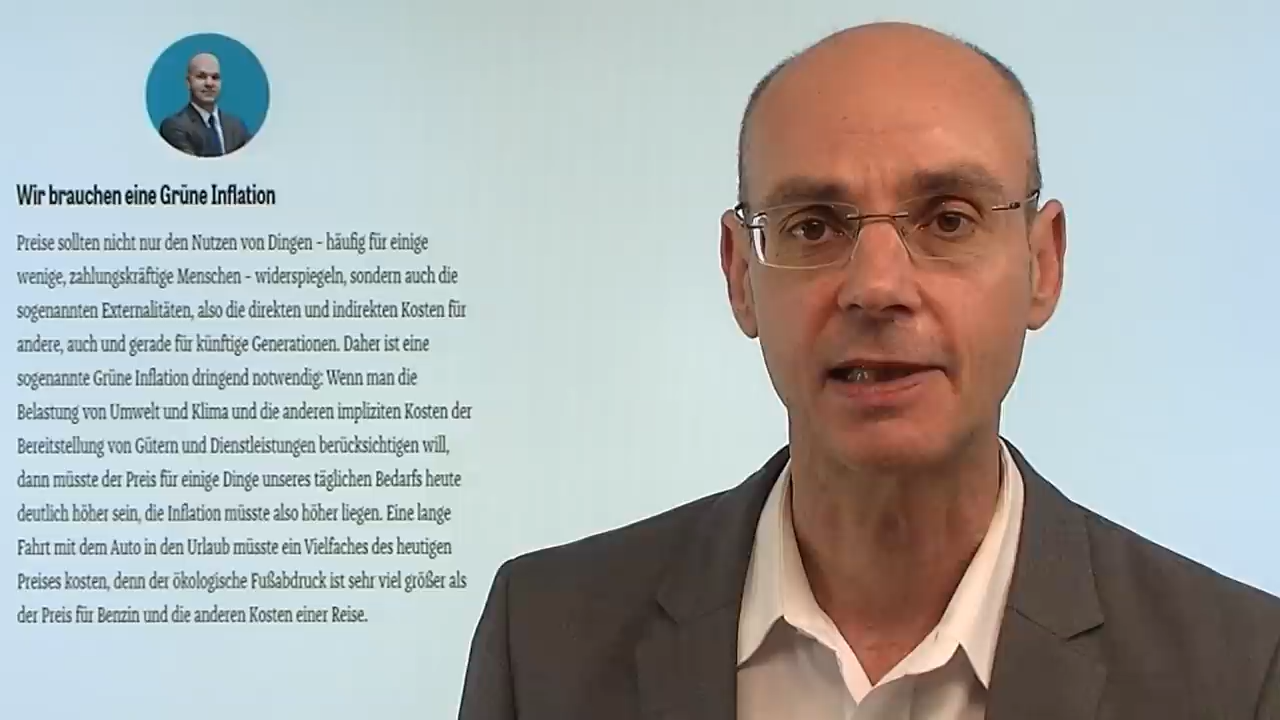 Wir brauchen eine Grüne Inflation
Preise sollten nicht nur den Nutzen von Dingen – häufig für einige
wenige, zahlungskräftige Menschen – widerspiegeln, sondern auch die
sogenannten Externalitäten, also die direkten und indirekten Kosten für
andere, auch und gerade für künftige Generationen. Daher ist eine
sogenannte Grüne Inflation dringend notwendig: Wenn man die
Belastung von Umwelt und Klima und die anderen impliziten Kosten der
Bereitstellung von Gütern und Dienstleistungen berücksichtigen will,
dann müsste der Preis für einige Dinge unseres täglichen Bedarfs heute
deutlich höher sein, die Inflation müsste also höher liegen. Eine lange
Fahrt mit dem Auto in den Urlaub müsste ein Vielfaches des heutigen
Preises kosten, denn der ökologische Fußabdruck ist sehr viel größer als
der Preis für Benzin und die anderen Kosten einer Reise.